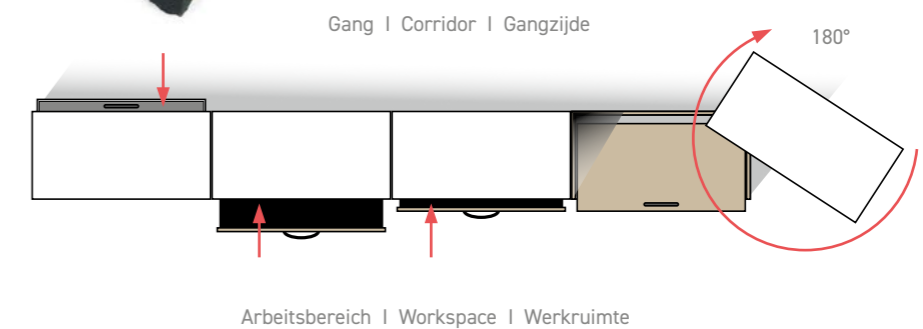 Gang I Corridor I Gangzijde
180°
Arbeitsbereich I Workspace I Werkruimte